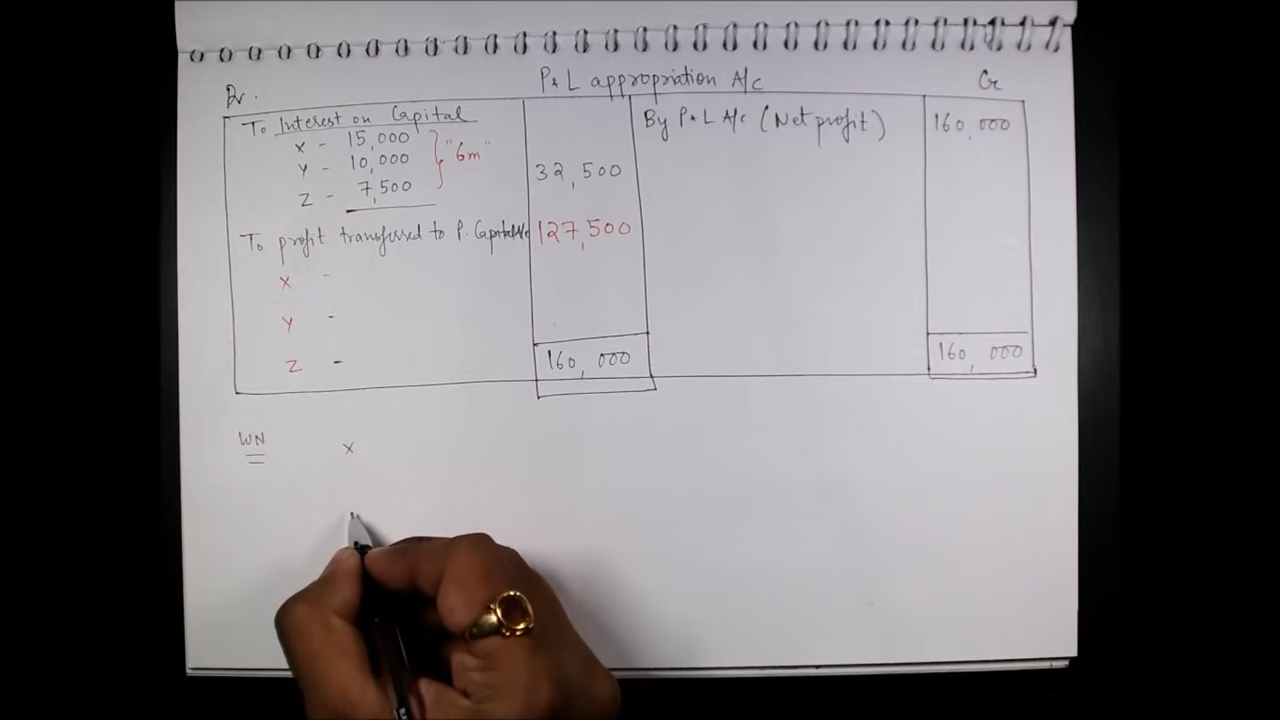 P & L appropriation A/c
Dr.
Cr
To Interest on Capital
X - 15,000
Y - 10,000
Z - 7,500
"6m"
32,500
To profit transferred to P. Capital A/c
127,500
X -
Y -
Z -
160,000
By P & L A/c (Net profit)
160,000
160,000
WN
X